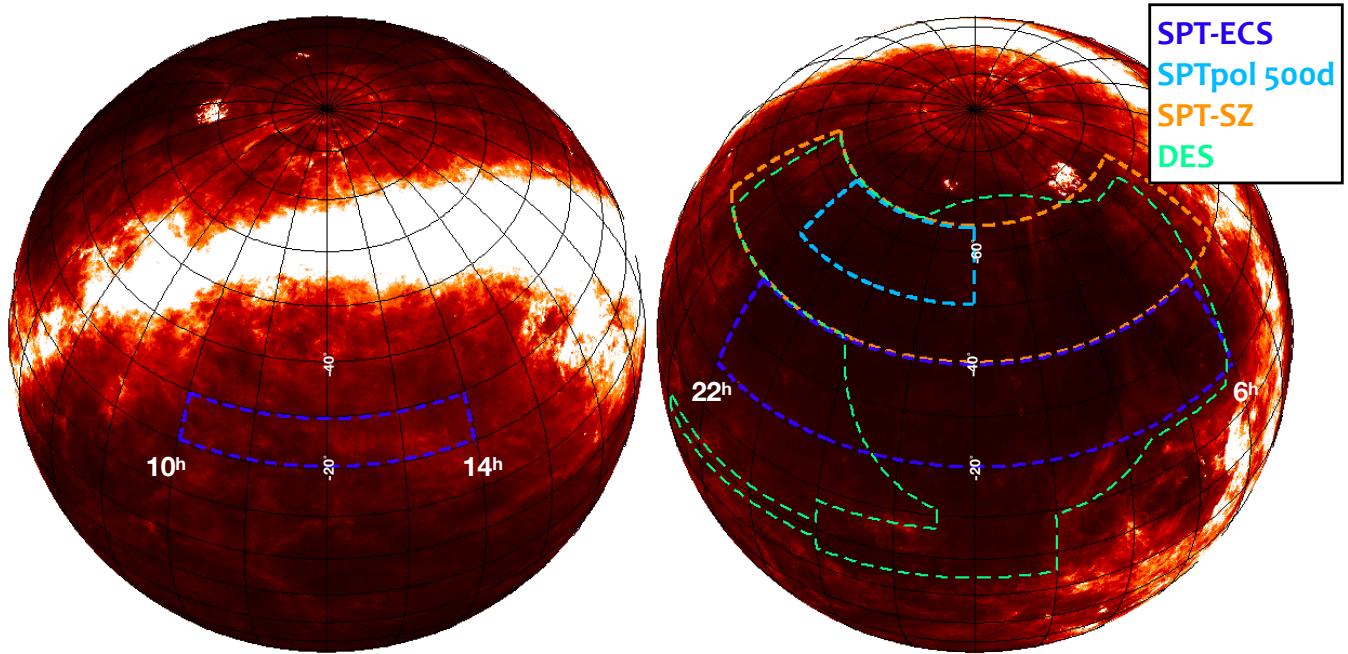 SPT-ECS
SPTpol 500d
SPT-SZ
DES
-40°
-20°
10ʰ
14ʰ
-60°
-40°
-20°
22ʰ
6ʰ